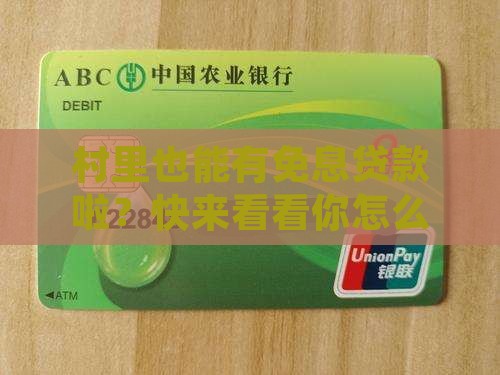 ABC 中国农业银行
DEBIT
村里也能有免息贷款
啦?快来看看你怎么
2284
◄ATM
UnionPay
银联